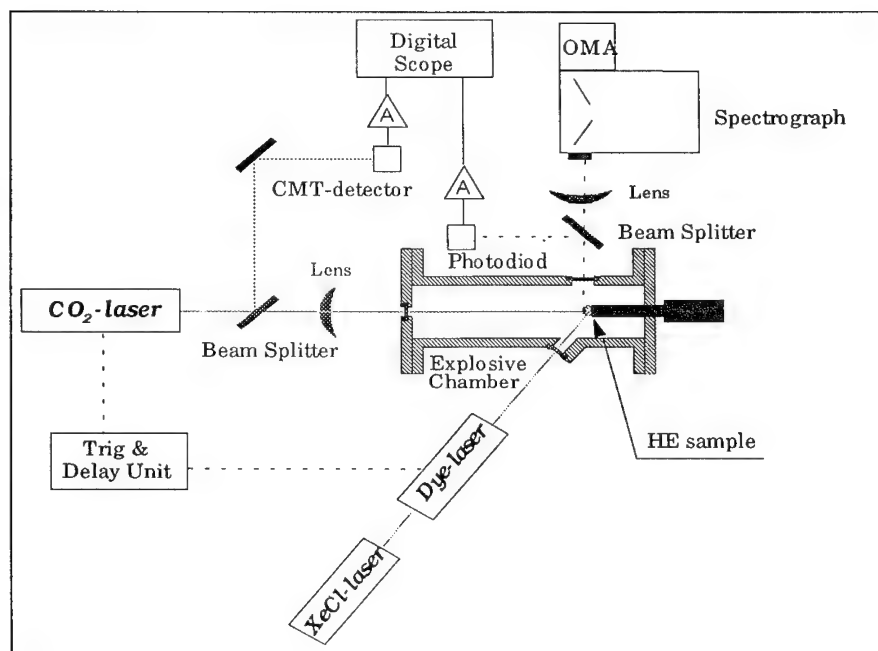 Digital
Scope
OMA
Spectrograph
A
CMT-detector
A
Lens
Beam Splitter
Photodiod
Lens
CO₂-laser
Beam Splitter
Explosive
Chamber
HE sample
Trig &
Delay Unit
Dye-laser
XeCl-laser